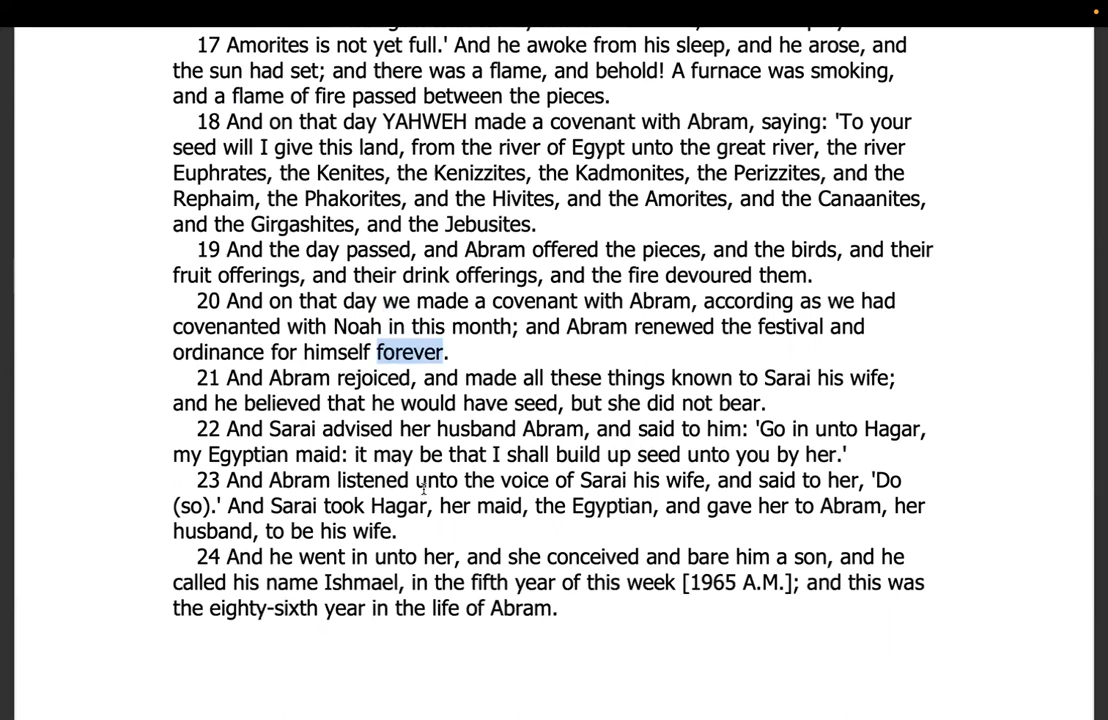 17 Amorites is not yet full.' And he awoke from his sleep, and he arose, and
the sun had set; and there was a flame, and behold! A furnace was smoking,
and a flame of fire passed between the pieces.
18 And on that day YAHWEH made a covenant with Abram, saying: 'To your
seed will I give this land, from the river of Egypt unto the great river, the river
Euphrates, the Kenites, the Kenizzites, the Kadmonites, the Perizzites, and the
Rephaim, the Phakorites, and the Hivites, and the Amorites, and the Canaanites,
and the Girgashites, and the Jebusites.
19 And the day passed, and Abram offered the pieces, and the birds, and their
fruit offerings, and their drink offerings, and the fire devoured them.
20 And on that day we made a covenant with Abram, according as we had
covenanted with Noah in this month; and Abram renewed the festival and
ordinance for himself forever.
21 And Abram rejoiced, and made all these things known to Sarai his wife;
and he believed that he would have seed, but she did not bear.
22 And Sarai advised her husband Abram, and said to him: 'Go in unto Hagar,
my Egyptian maid: it may be that I shall build up seed unto you by her.'
23 And Abram listened unto the voice of Sarai his wife, and said to her, 'Do
(so).' And Sarai took Hagar, her maid, the Egyptian, and gave her to Abram, her
husband, to be his wife.
24 And he went in unto her, and she conceived and bare him a son, and he
called his name Ishmael, in the fifth year of this week [1965 A.M.]; and this was
the eighty-sixth year in the life of Abram.